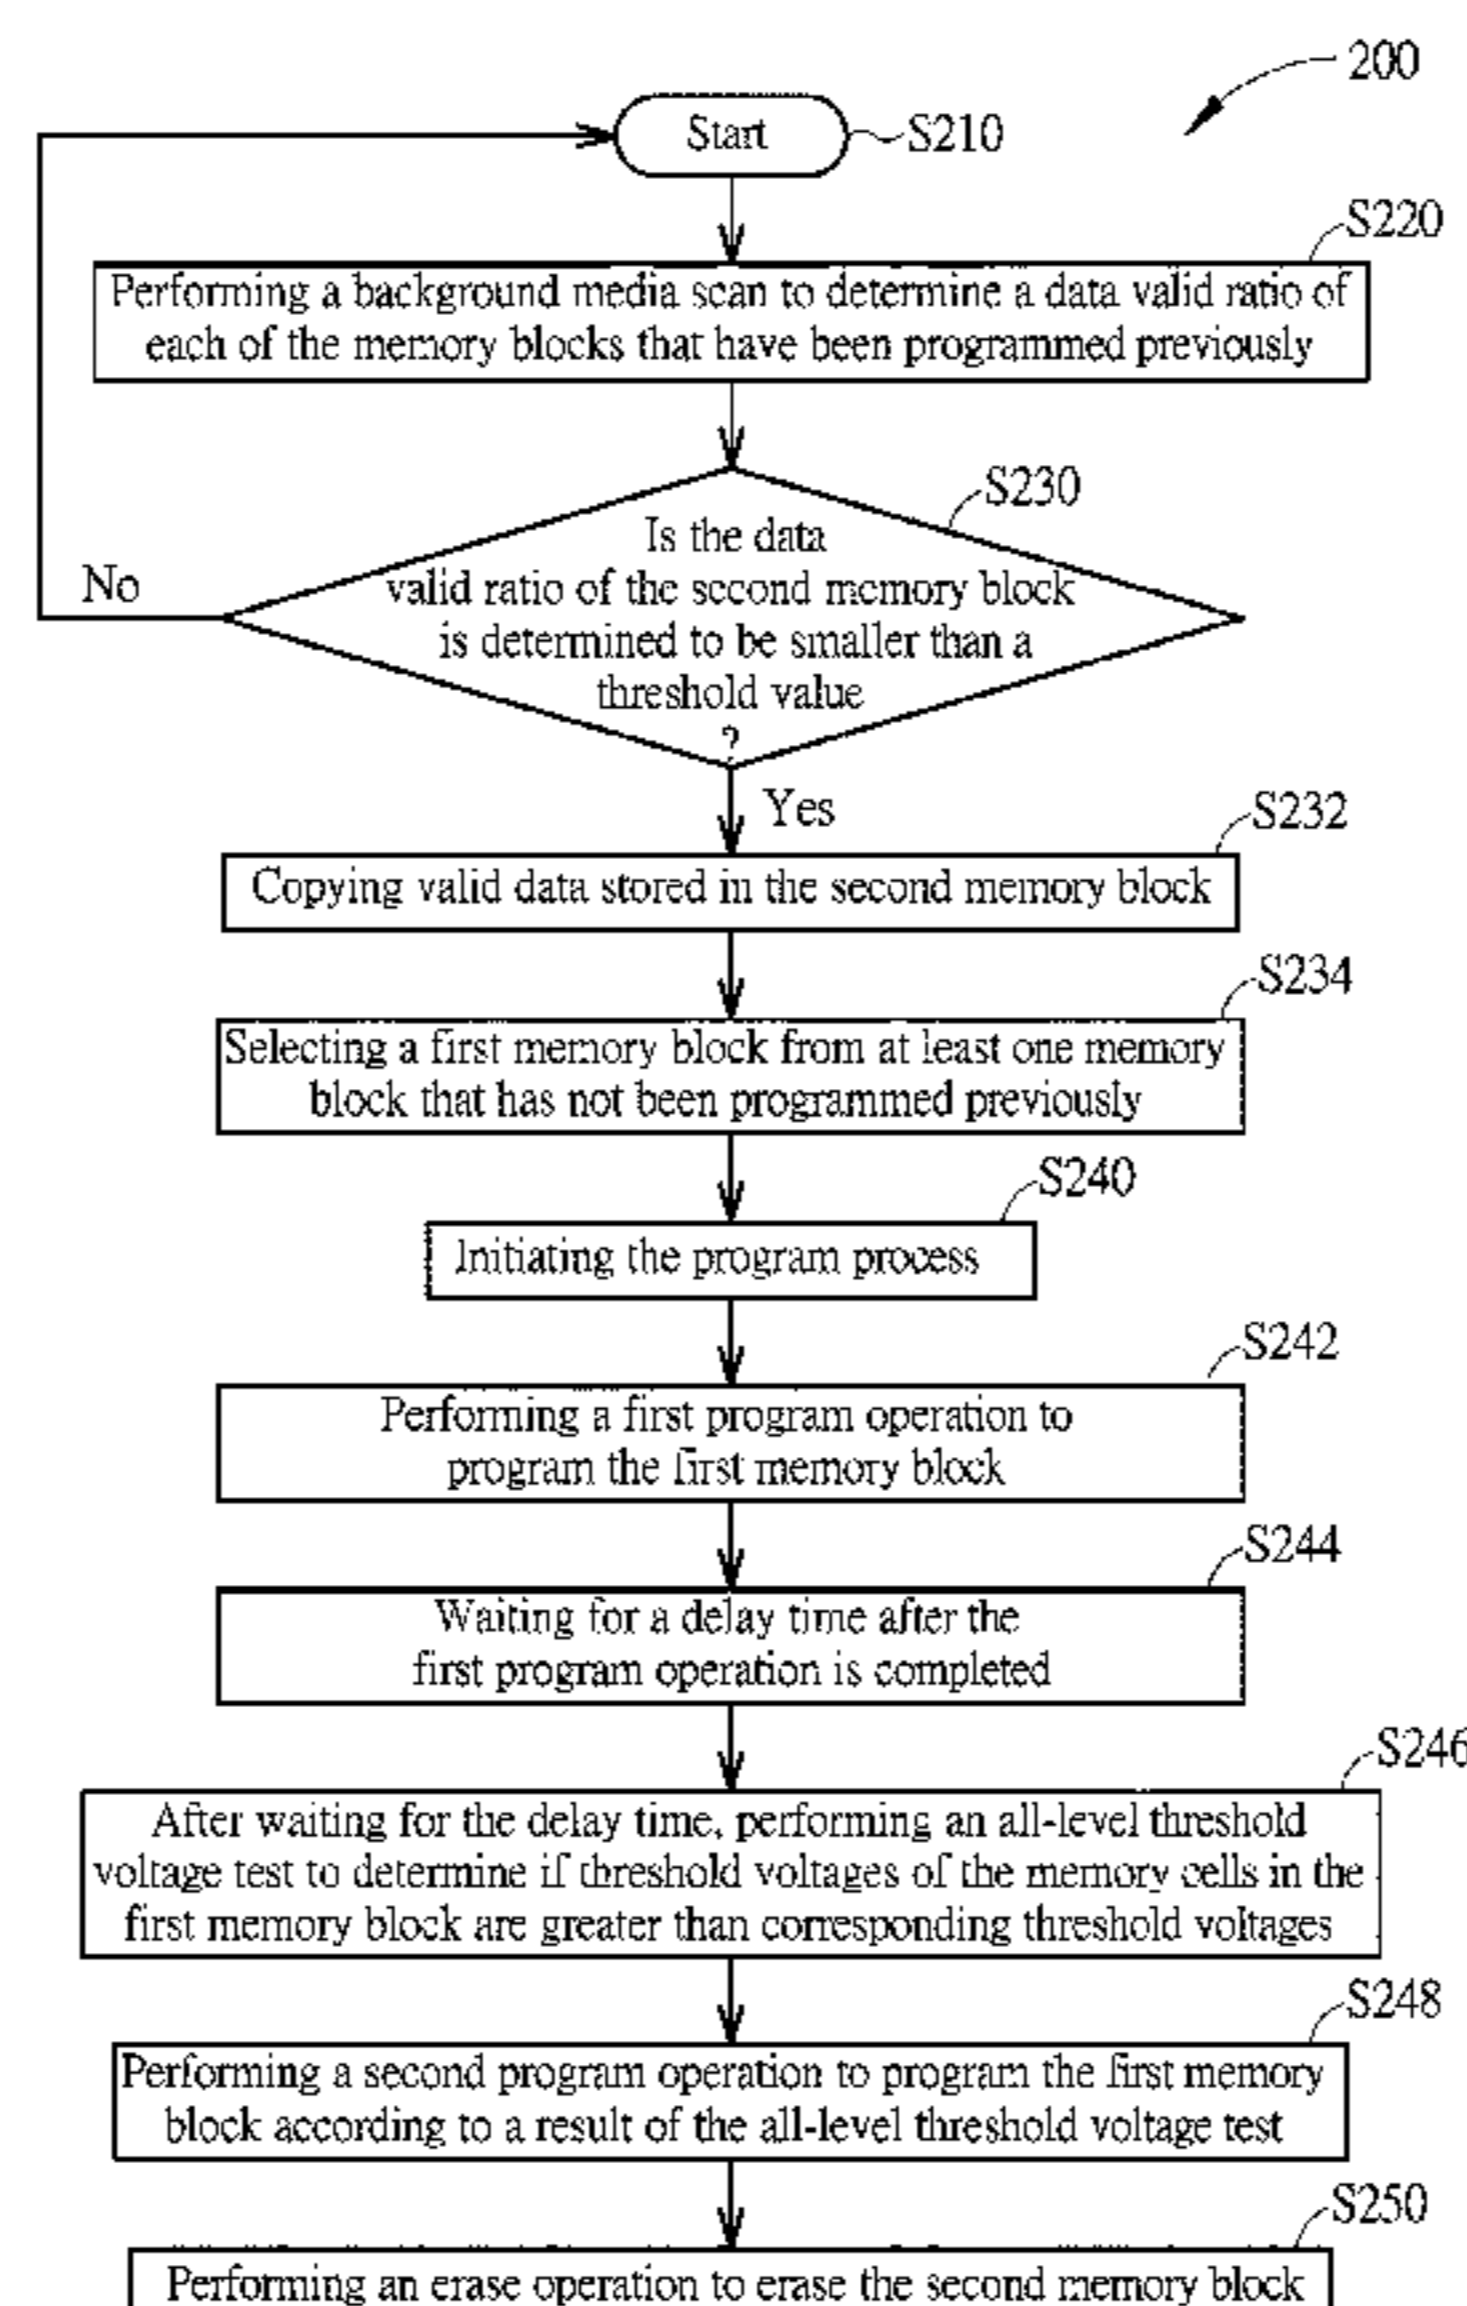 200
Start
S210
S220
Performing a background media scan to determine a data valid ratio of
each of the memory blocks that have been programmed previously
S230
Is the data
valid ratio of the second memory block
is determined to be smaller than a
threshold value
?
No
Yes
S232
Copying valid data stored in the second memory block
S234
Selecting a first memory block from at least one memory
block that has not been programmed previously
S240
Initiating the program process
S242
Performing a first program operation to
program the first memory block
S244
Waiting for a delay time after the
first program operation is completed
S246
After waiting for the delay time, performing an all-level threshold
voltage test to determine if threshold voltages of the memory cells in the
first memory block are greater than corresponding threshold voltages
S248
Performing a second program operation to program the first memory
block according to a result of the all-level threshold voltage test
S250
Performing an erase operation to erase the second memory block